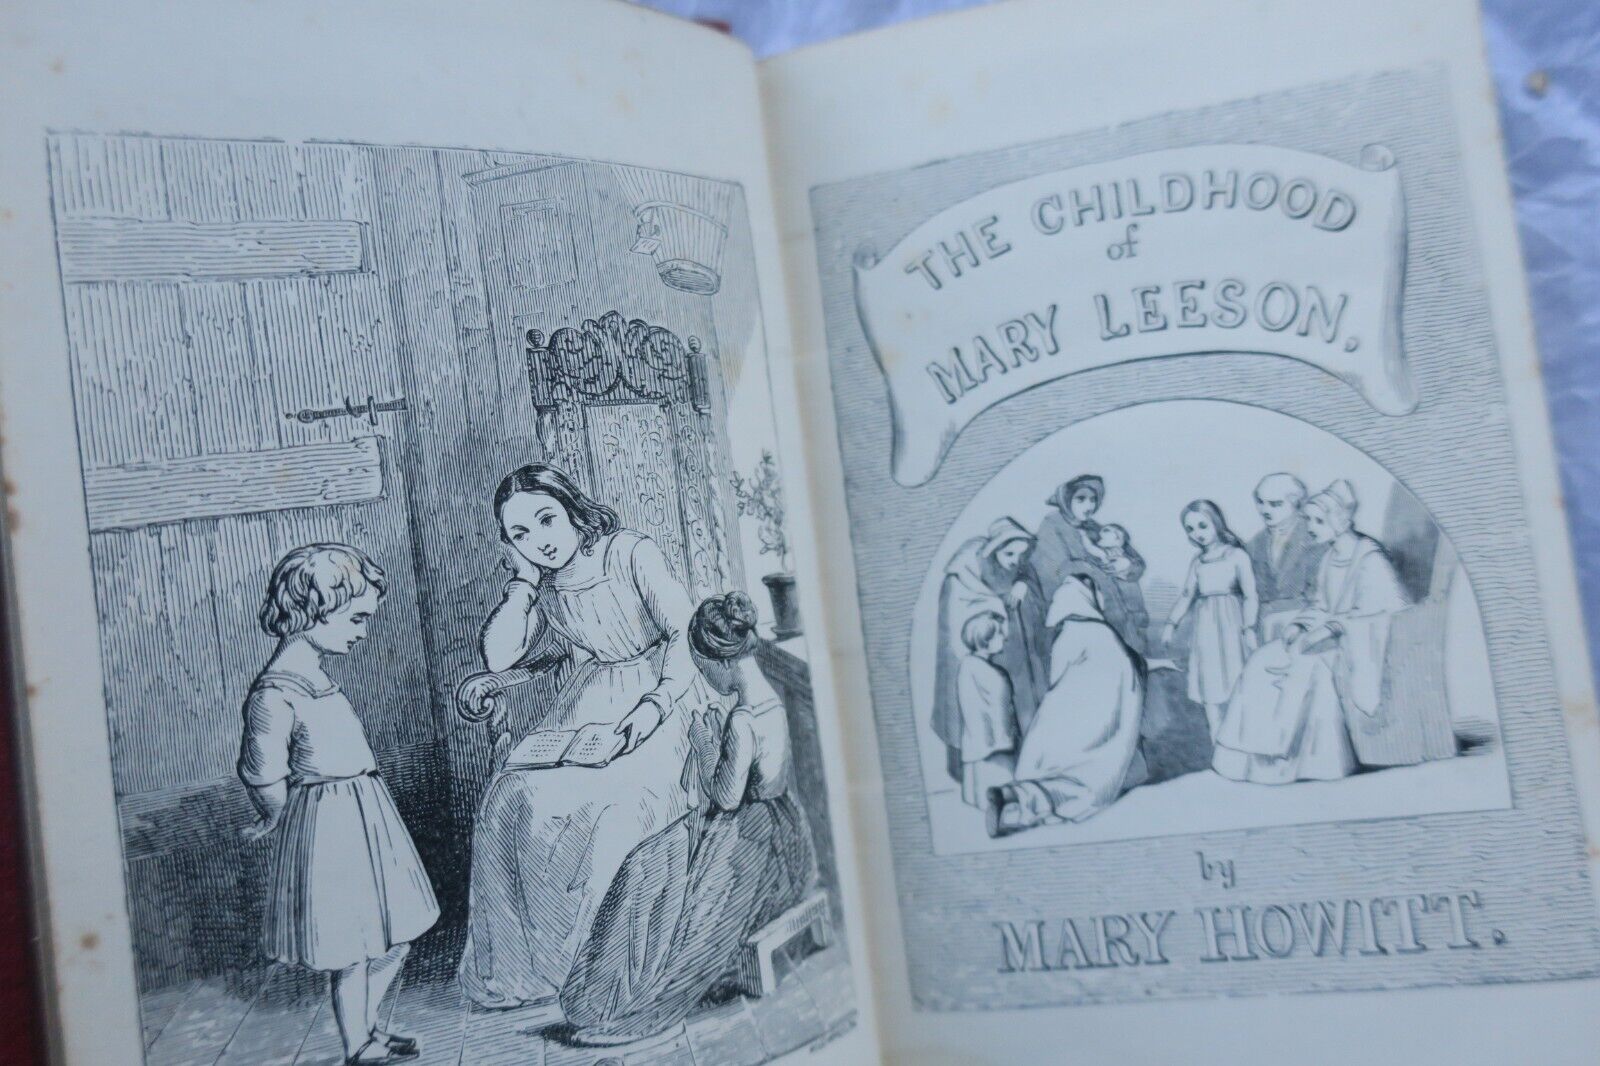 THE CHILDHOOD
of
MARY LEESON,
by
MARY HOWITT.